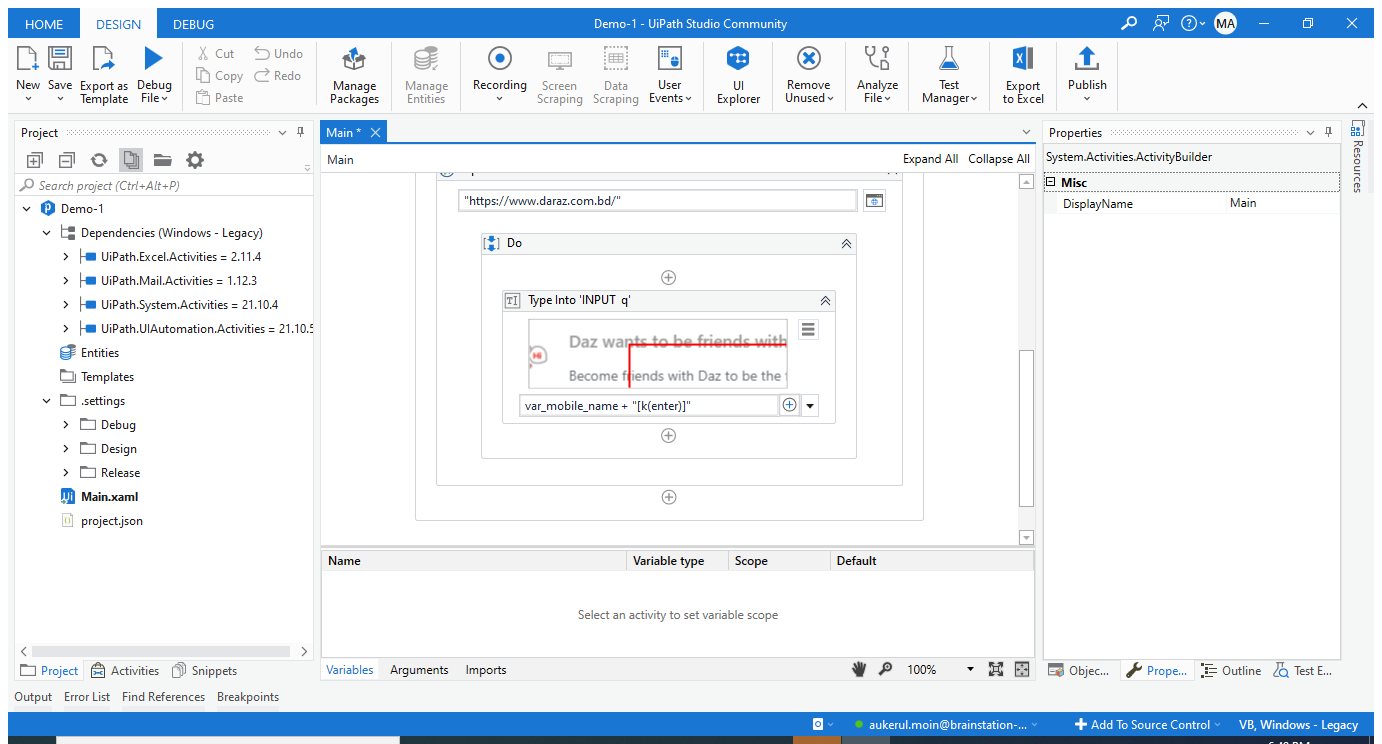 HOME DESIGN DEBUG Demo-1 - UiPath Studio Community MA
New Save Export as Template Debug File Cut Copy Paste Undo Redo Manage Packages Manage Entities Recording Screen Scraping Data Scraping User Events UI Explorer Remove Unused Analyze File Test Manager Export to Excel Publish
Project
Search project (Ctrl+Alt+P)
Demo-1
Dependencies (Windows - Legacy)
UiPath.Excel.Activities = 2.11.4
UiPath.Mail.Activities = 1.12.3
UiPath.System.Activities = 21.10.4
UiPath.UIAutomation.Activities = 21.10.5
Entities
Templates
.settings
Debug
Design
Release
Main.xaml
project.json
Project Activities Snippets
Main *
Main Expand All Collapse All
"https://www.daraz.com.bd/"
Do
Type Into 'INPUT q'
Hi
Daz wants to be friends with
Become friends with Daz to be the
var_mobile_name + "[k(enter)]"
Name Variable type Scope Default
Select an activity to set variable scope
Variables Arguments Imports 100%
Properties
System.Activities.ActivityBuilder
Misc
DisplayName Main
Objec... Prope... Outline Test E...
Resources
Output Error List Find References Breakpoints
aukerul.moin@brainstation-... Add To Source Control VB, Windows - Legacy